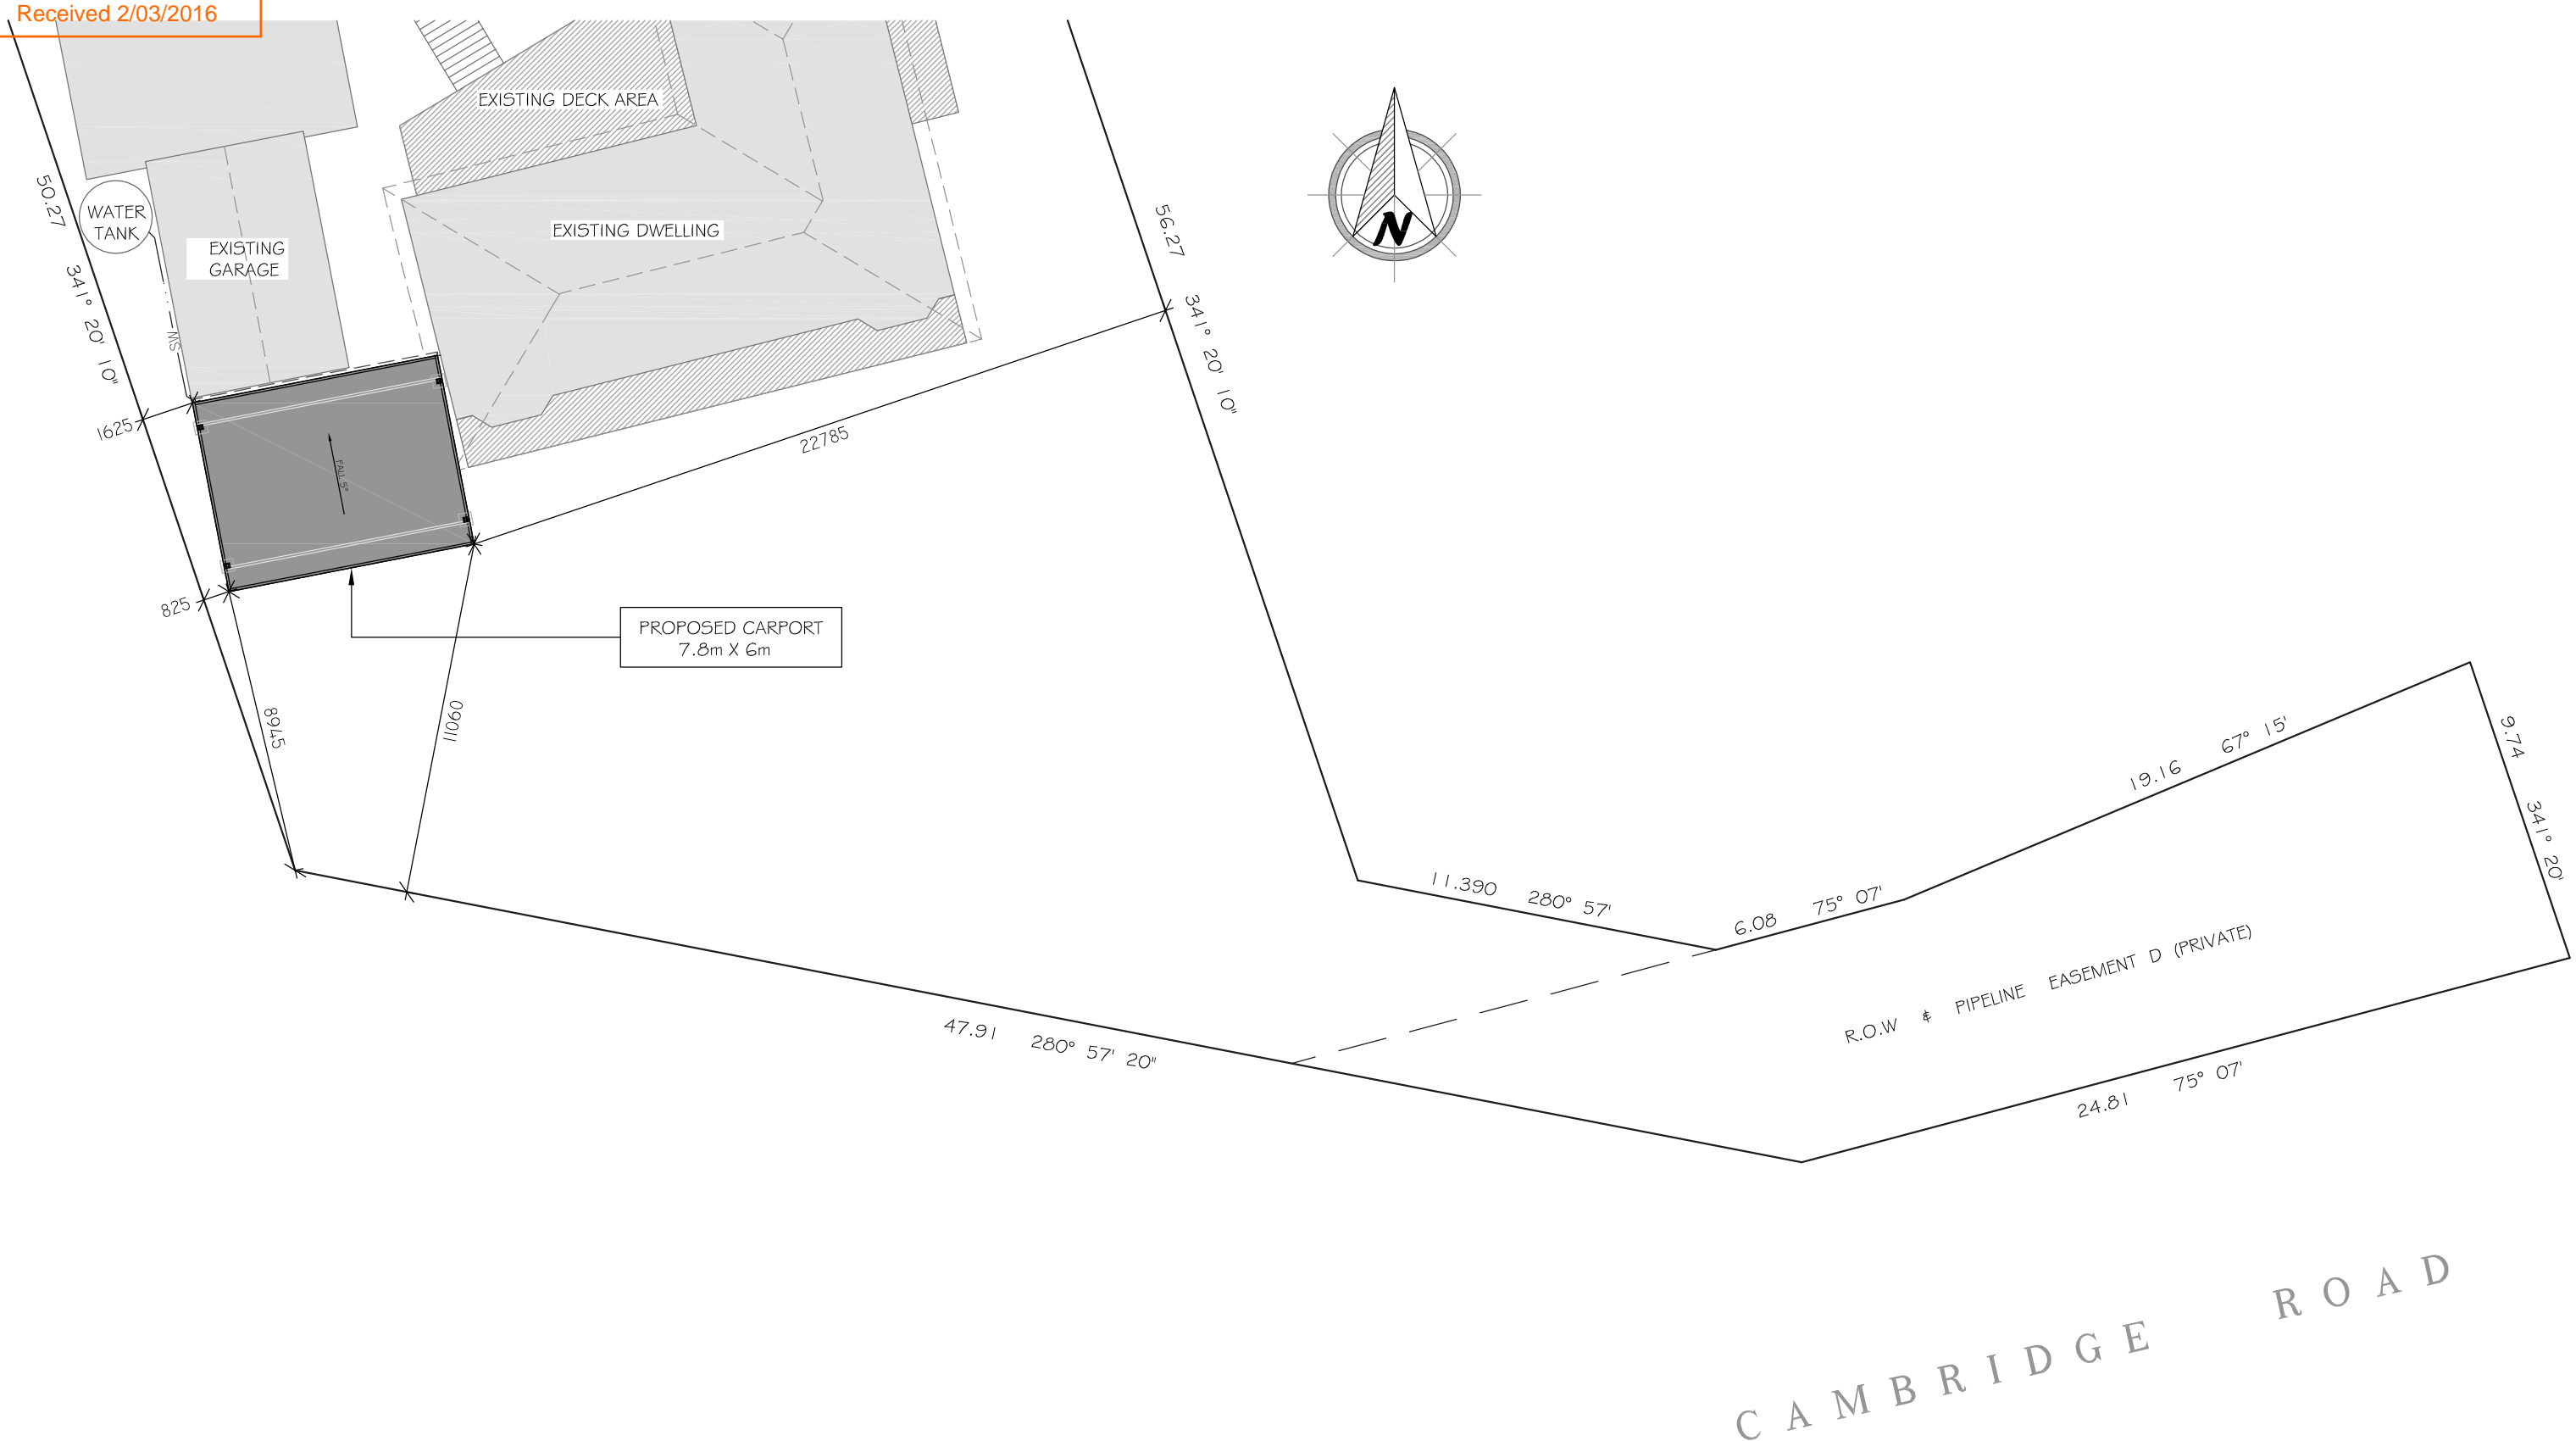 Received 2/03/2016
EXISTING DECK AREA
EXISTING DWELLING
WATER
TANK
EXISTING
GARAGE
50.27 341° 20' 10"
SW
56.27 341° 20' 10"
N
1625
22785
FALL 5°
825
PROPOSED CARPORT
7.8m X 6m
8945
11060
11.390 280° 57'
6.08 75° 07'
19.16 67° 15'
9.74 341° 20'
R.O.W & PIPELINE EASEMENT D (PRIVATE)
47.91 280° 57' 20"
24.81 75° 07'
CAMBRIDGE ROAD